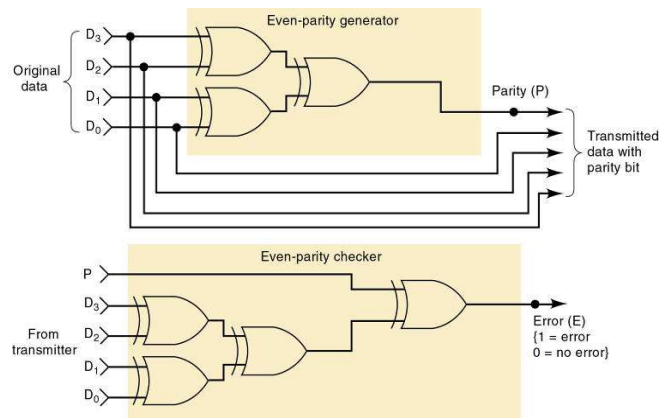 Even-parity generator
D3
D2
D1
D0
Original
data
Parity (P)
Transmitted
data with
parity bit
Even-parity checker
P
D3
D2
D1
D0
From
transmitter
Error (E)
{1 = error
0 = no error}